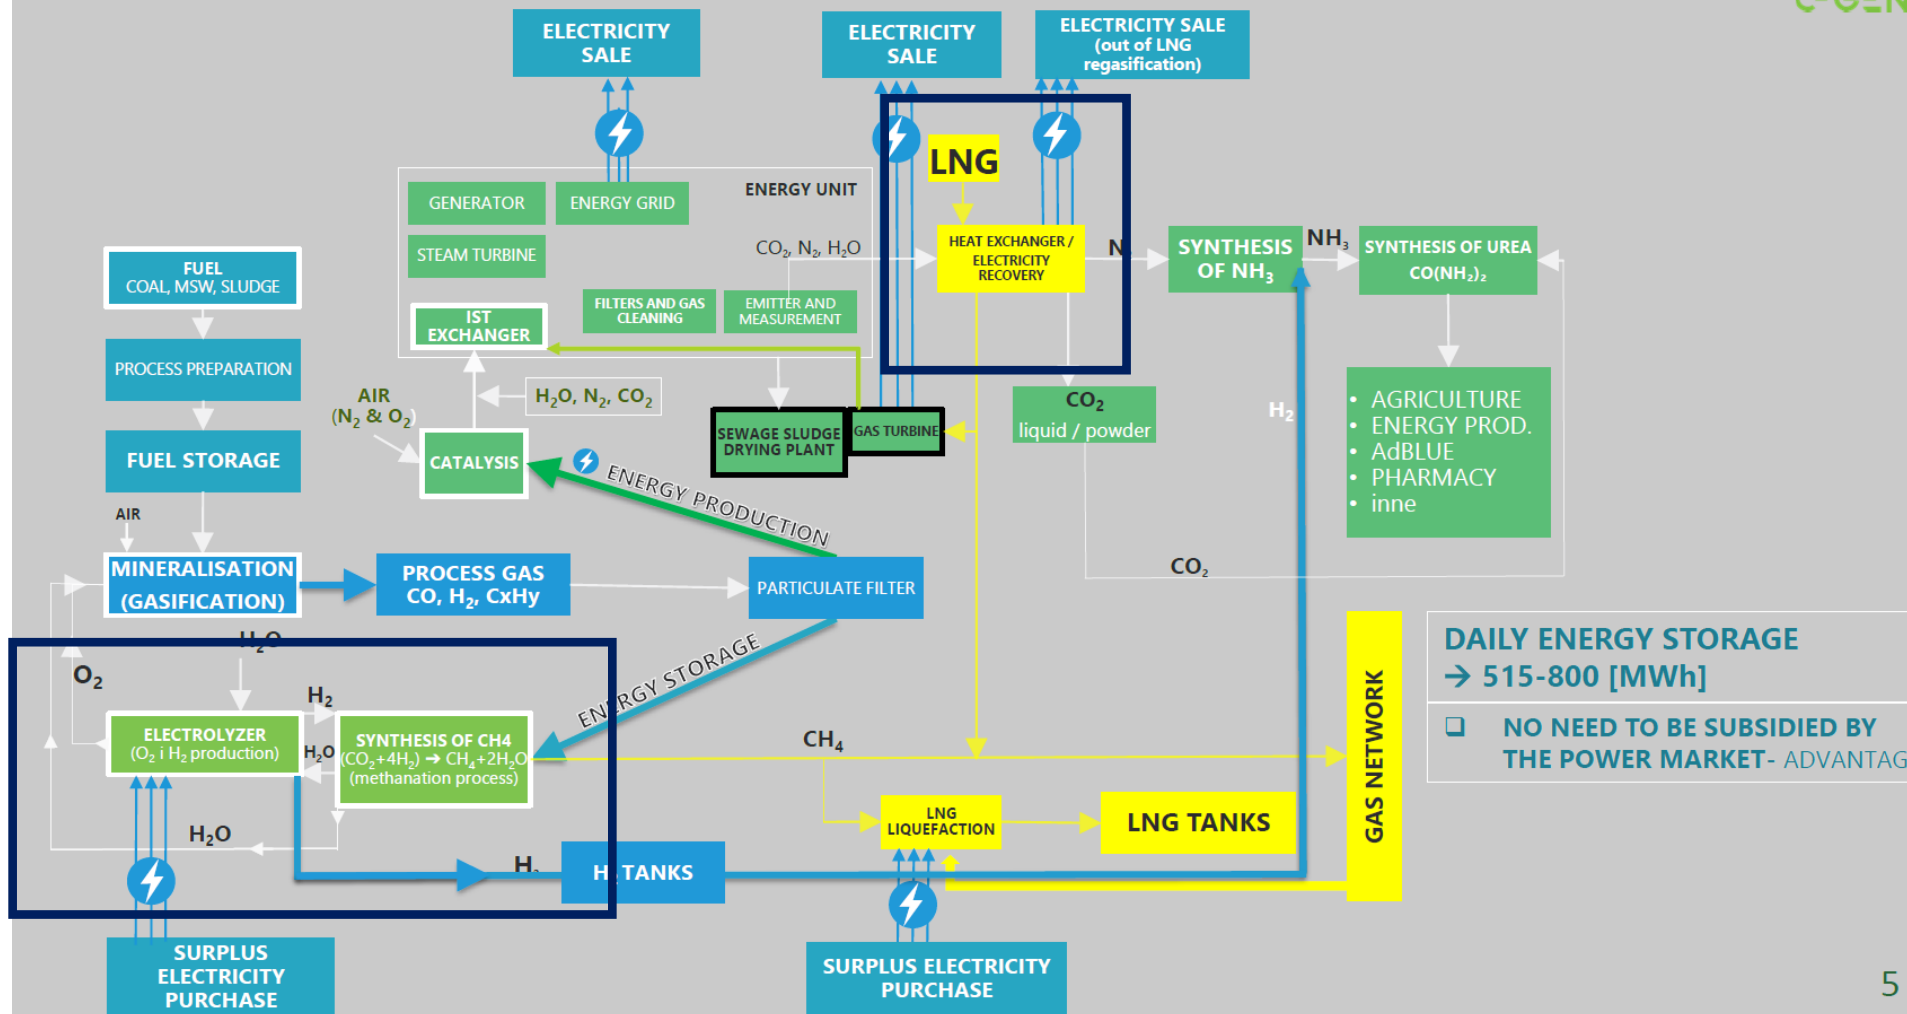 C-GEN
ELECTRICITY
SALE
ELECTRICITY
SALE
ELECTRICITY SALE
(out of LNG
regasification)
LNG
ENERGY UNIT
GENERATOR
ENERGY GRID
STEAM TURBINE
CO₂, N₂, H₂O
HEAT EXCHANGER /
ELECTRICITY
RECOVERY
SYNTHESIS
OF NH₃
NH₃
SYNTHESIS OF UREA
CO(NH₂)₂
FUEL
COAL, MSW, SLUDGE
FILTERS AND GAS
CLEANING
EMITTER AND
MEASUREMENT
IST
EXCHANGER
PROCESS PREPARATION
AIR
(N₂ & O₂)
H₂O, N₂, CO₂
CO₂
liquid / powder
H₂
• AGRICULTURE
• ENERGY PROD.
• AdBLUE
• PHARMACY
• inne
SEWAGE SLUDGE
DRYING PLANT
GAS TURBINE
FUEL STORAGE
CATALYSIS
ENERGY PRODUCTION
AIR
MINERALISATION
(GASIFICATION)
PROCESS GAS
CO, H₂, CxHy
PARTICULATE FILTER
CO₂
H₂O
O₂
ENERGY STORAGE
DAILY ENERGY STORAGE
→ 515-800 [MWh]
NO NEED TO BE SUBSIDIED BY
THE POWER MARKET- ADVANTAG
GAS NETWORK
H₂
ELECTROLYZER
(O₂ i H₂ production)
H₂O
SYNTHESIS OF CH4
(CO₂+4H₂) → CH₄+2H₂O
(methanation process)
CH₄
LNG
LIQUEFACTION
LNG TANKS
H₂O
H₂ TANKS
SURPLUS
ELECTRICITY
PURCHASE
SURPLUS ELECTRICITY
PURCHASE
5